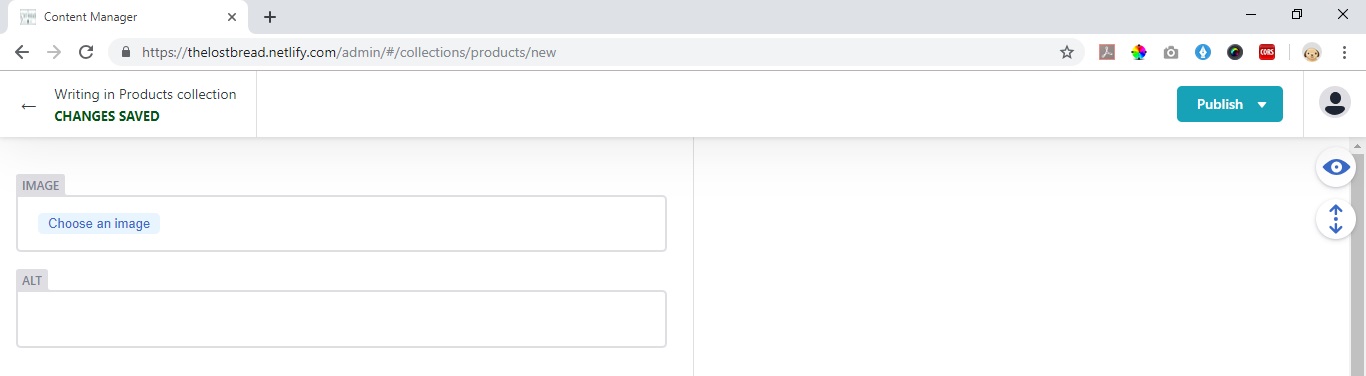 Content Manager
https://thelostbread.netlify.com/admin/#/collections/products/new
CORS
Writing in Products collection
CHANGES SAVED
Publish
IMAGE
Choose an image
ALT